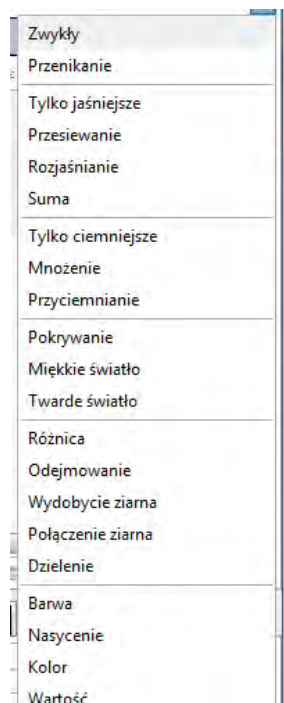 Zwykły
Przenikanie
Tylko jaśniejsze
Przesiewanie
Rozjaśnianie
Suma
Tylko ciemniejsze
Mnożenie
Przyciemnianie
Pokrywanie
Miękkie światło
Twarde światło
Różnica
Odejmowanie
Wydobycie ziarna
Połączenie ziarna
Dzielenie
Barwa
Nasycenie
Kolor
Wartość